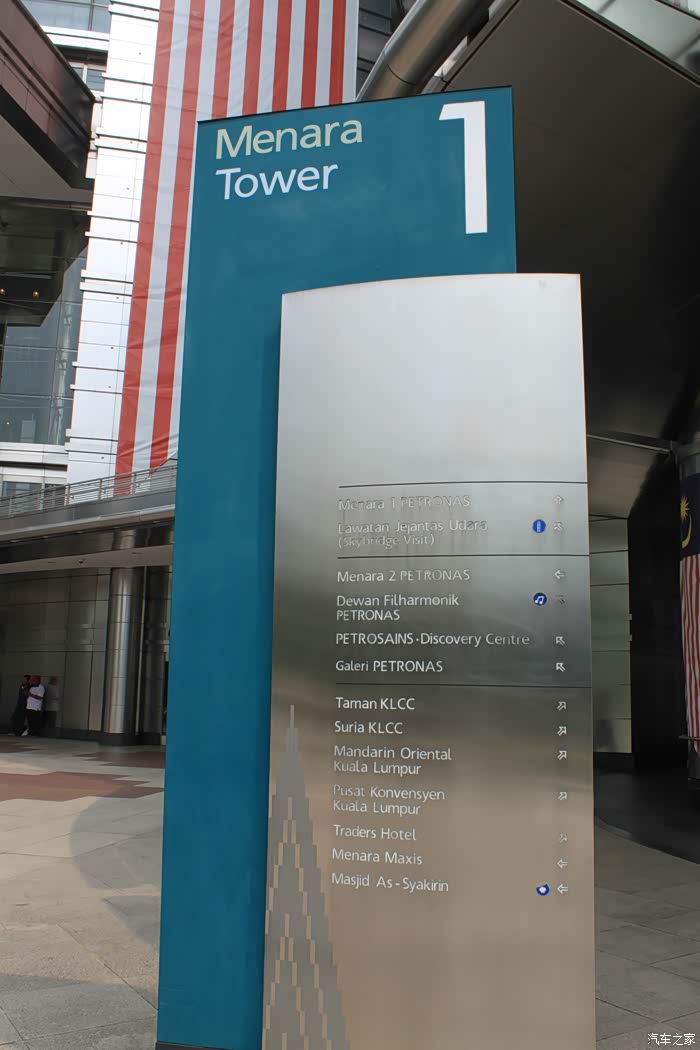 Menara
Tower
1
Menara 1 PETRONAS
Lawatan Jejantas Udara
(Skybridge Visit)
Menara 2 PETRONAS
Dewan Filharmonik
PETRONAS
PETROSAINS·Discovery Centre
Galeri PETRONAS
Taman KLCC
Suria KLCC
Mandarin Oriental
Kuala Lumpur
Pusat Konvensyen
Kuala Lumpur
Traders Hotel
Menara Maxis
Masjid As-Syakirin
汽车之家